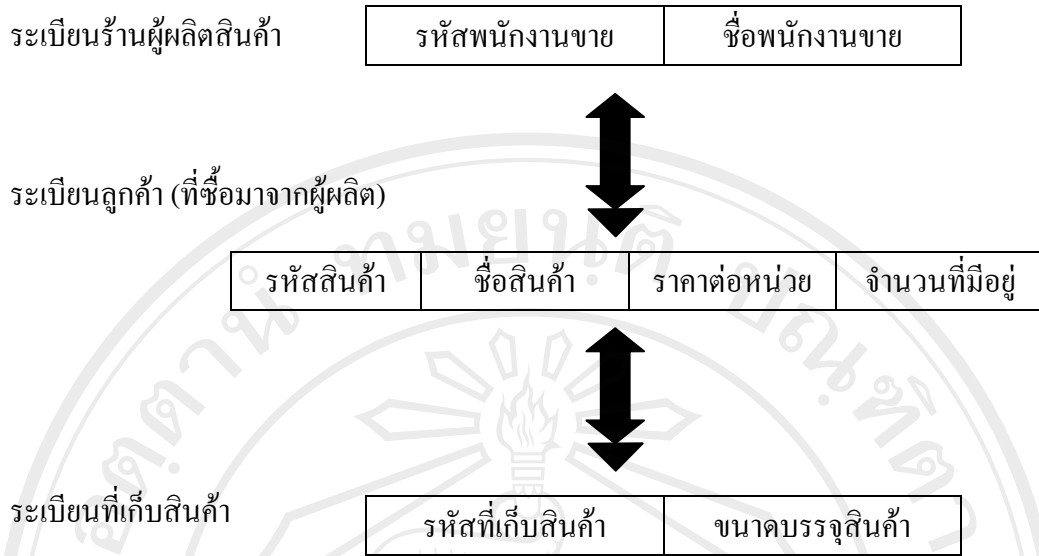 ระเบียนร้านผู้ผลิตสินค้า รหัสพนักงานขาย ชื่อพนักงานขาย
ระเบียนลูกค้า (ที่ซื้อมาจากผู้ผลิต)
รหัสสินค้า ชื่อสินค้า ราคาต่อหน่วย จำนวนที่มีอยู่
ระเบียนที่เก็บสินค้า รหัสที่เก็บสินค้า ขนาดบรรจุสินค้า